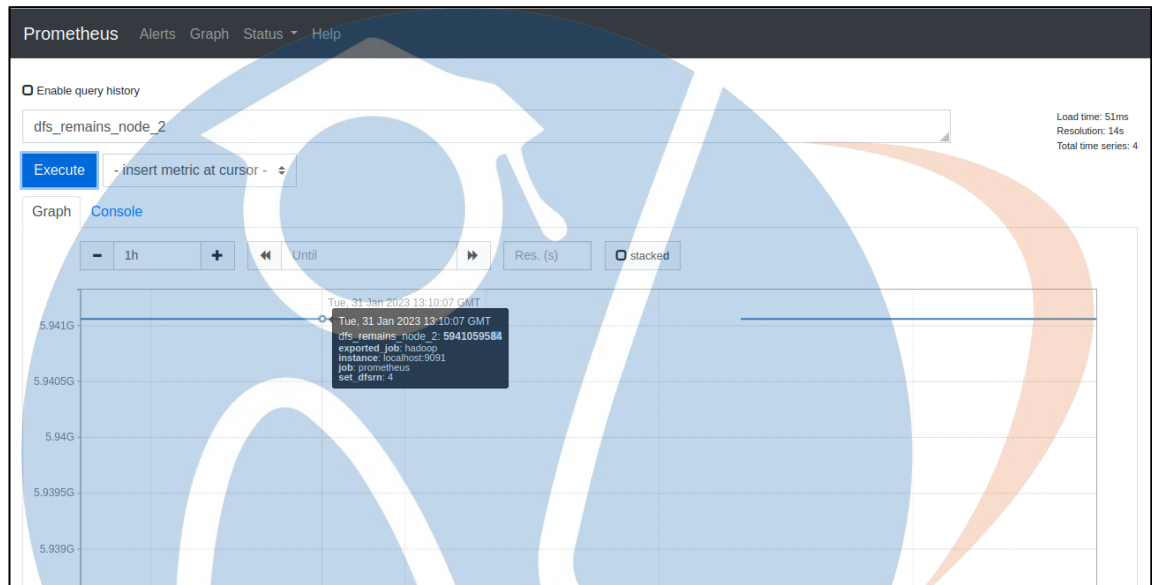 Prometheus Alerts Graph Status Help
Enable query history
dfs_remains_node_2
Load time: 51ms
Resolution: 14s
Total time series: 4
Execute - insert metric at cursor -
Graph Console
1h Until Res. (s) stacked
Tue, 31 Jan 2023 13:10:07 GMT
Tue, 31 Jan 2023 13:10:07 GMT
dfs_remains_node_2: 5941059584
exported_job: hadoop
instance: localhost:9091
job: prometheus
set_dfsrn: 4
5.941G
5.9405G
5.94G
5.9395G
5.939G